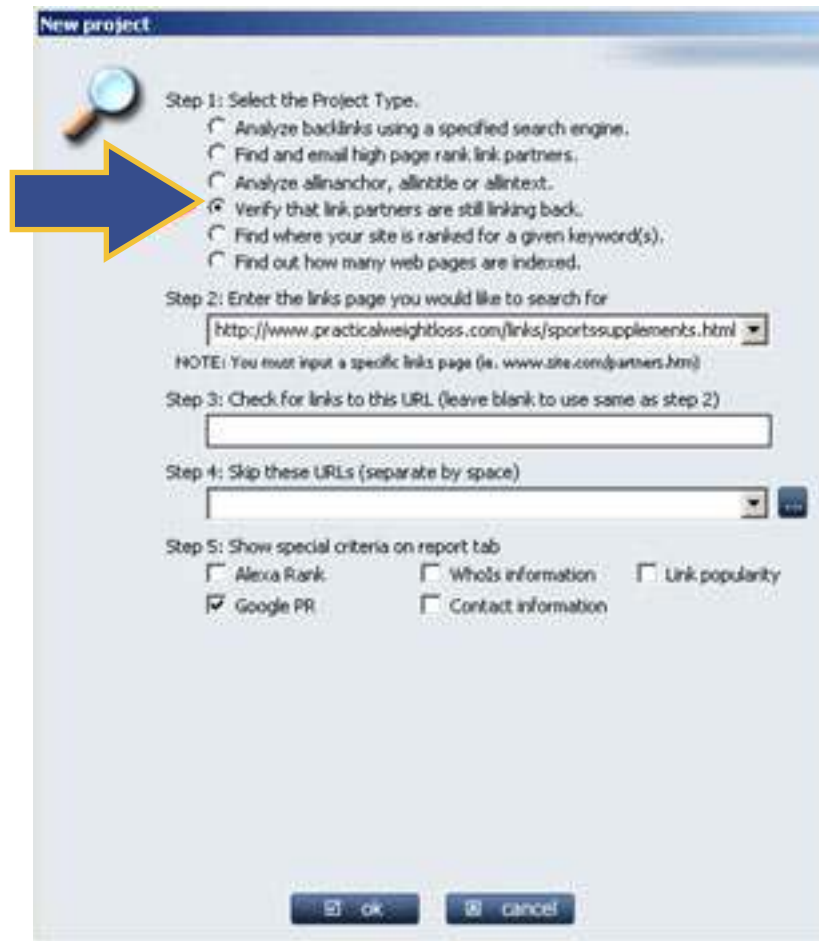 New project
Step 1: Select the Project Type.
Analyze backlinks using a specified search engine.
Find and email high page rank link partners.
Analyze allinanchor, allintitle or allintext.
Verify that link partners are still linking back.
Find where your site is ranked for a given keyword(s).
Find out how many web pages are indexed.
Step 2: Enter the links page you would like to search for
http://www.practicalweightloss.com/links/sportssupplements.html
NOTE: You must input a specific links page (ie. www.site.com/partners.htm)
Step 3: Check for links to this URL (leave blank to use same as step 2)
Step 4: Skip these URLs (separate by space)
...
Step 5: Show special criteria on report tab
Alexa Rank WhoIs information Link popularity
Google PR Contact information
ok cancel